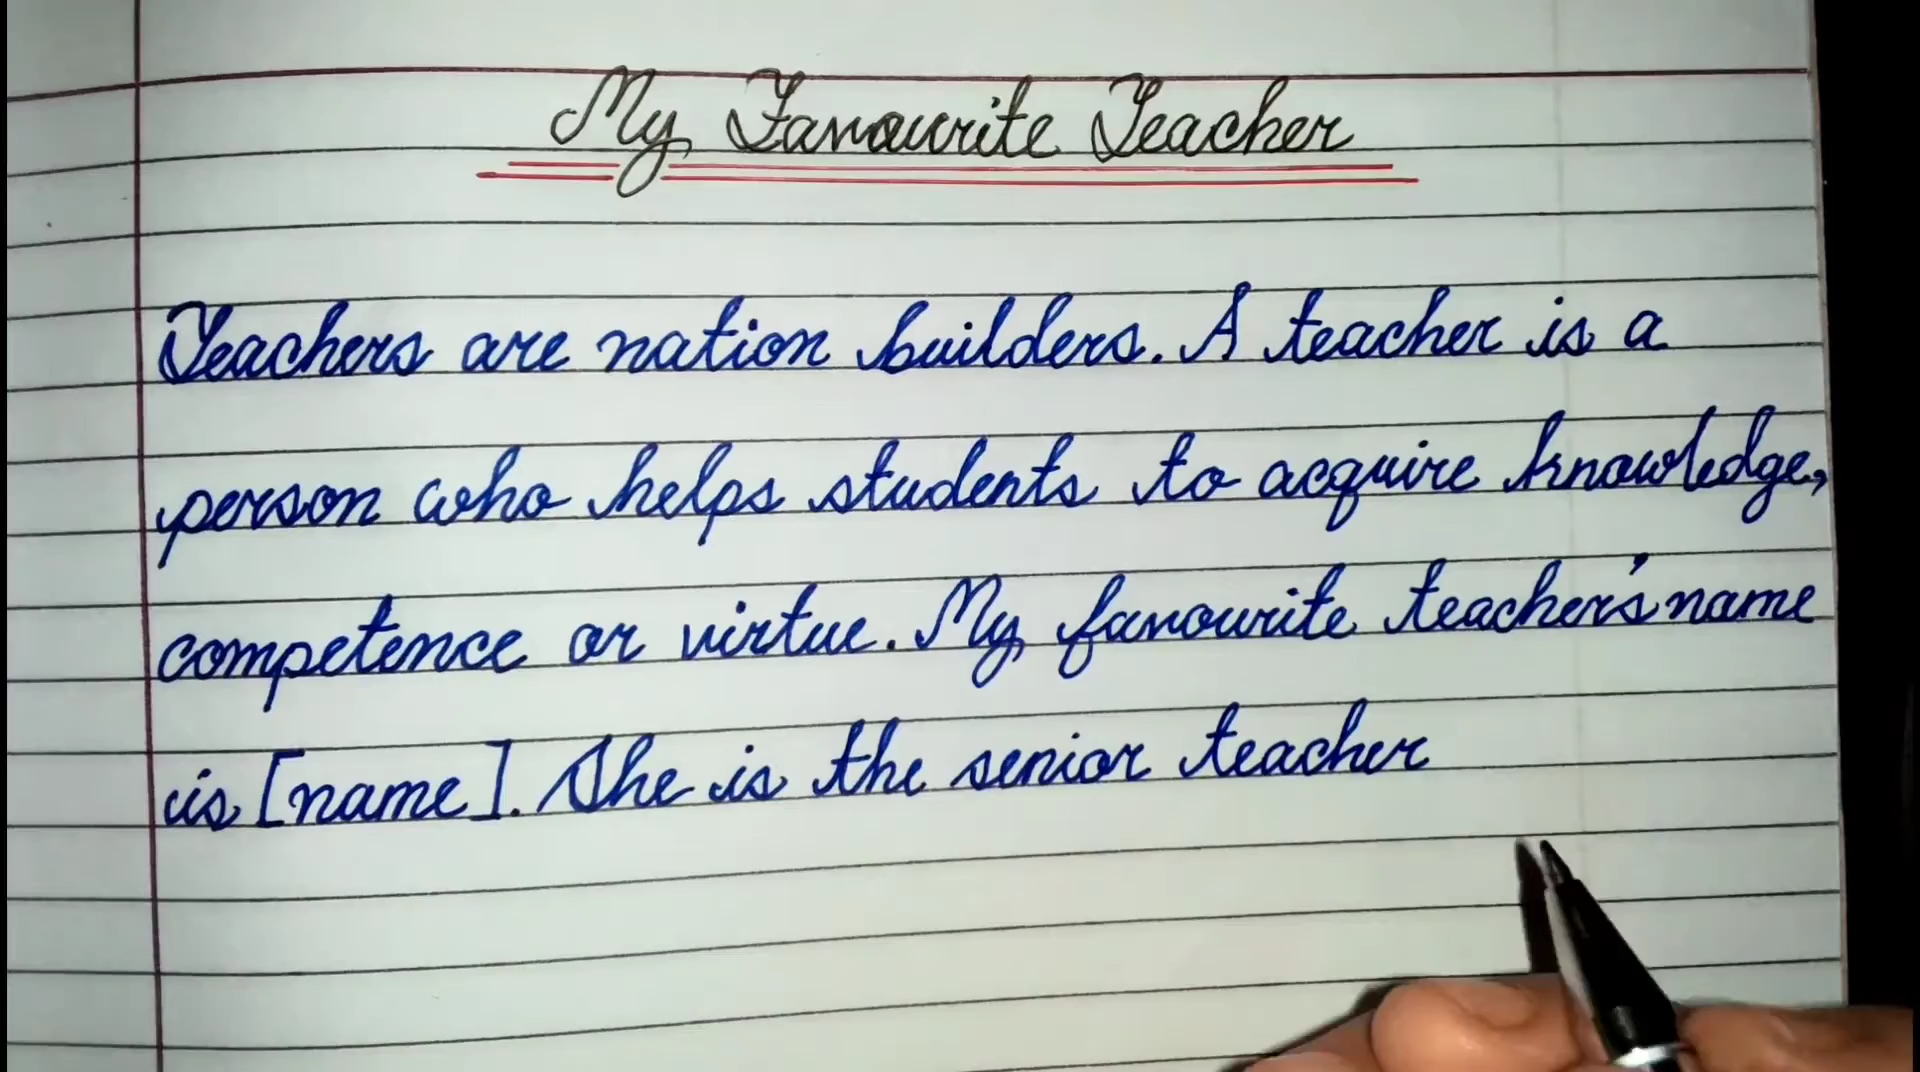 My Favourite Teacher
Teachers are nation builders. A teacher is a
person who helps students to acquire knowledge,
competence or virtue. My favourite teacher's name
is [name]. She is the senior teacher